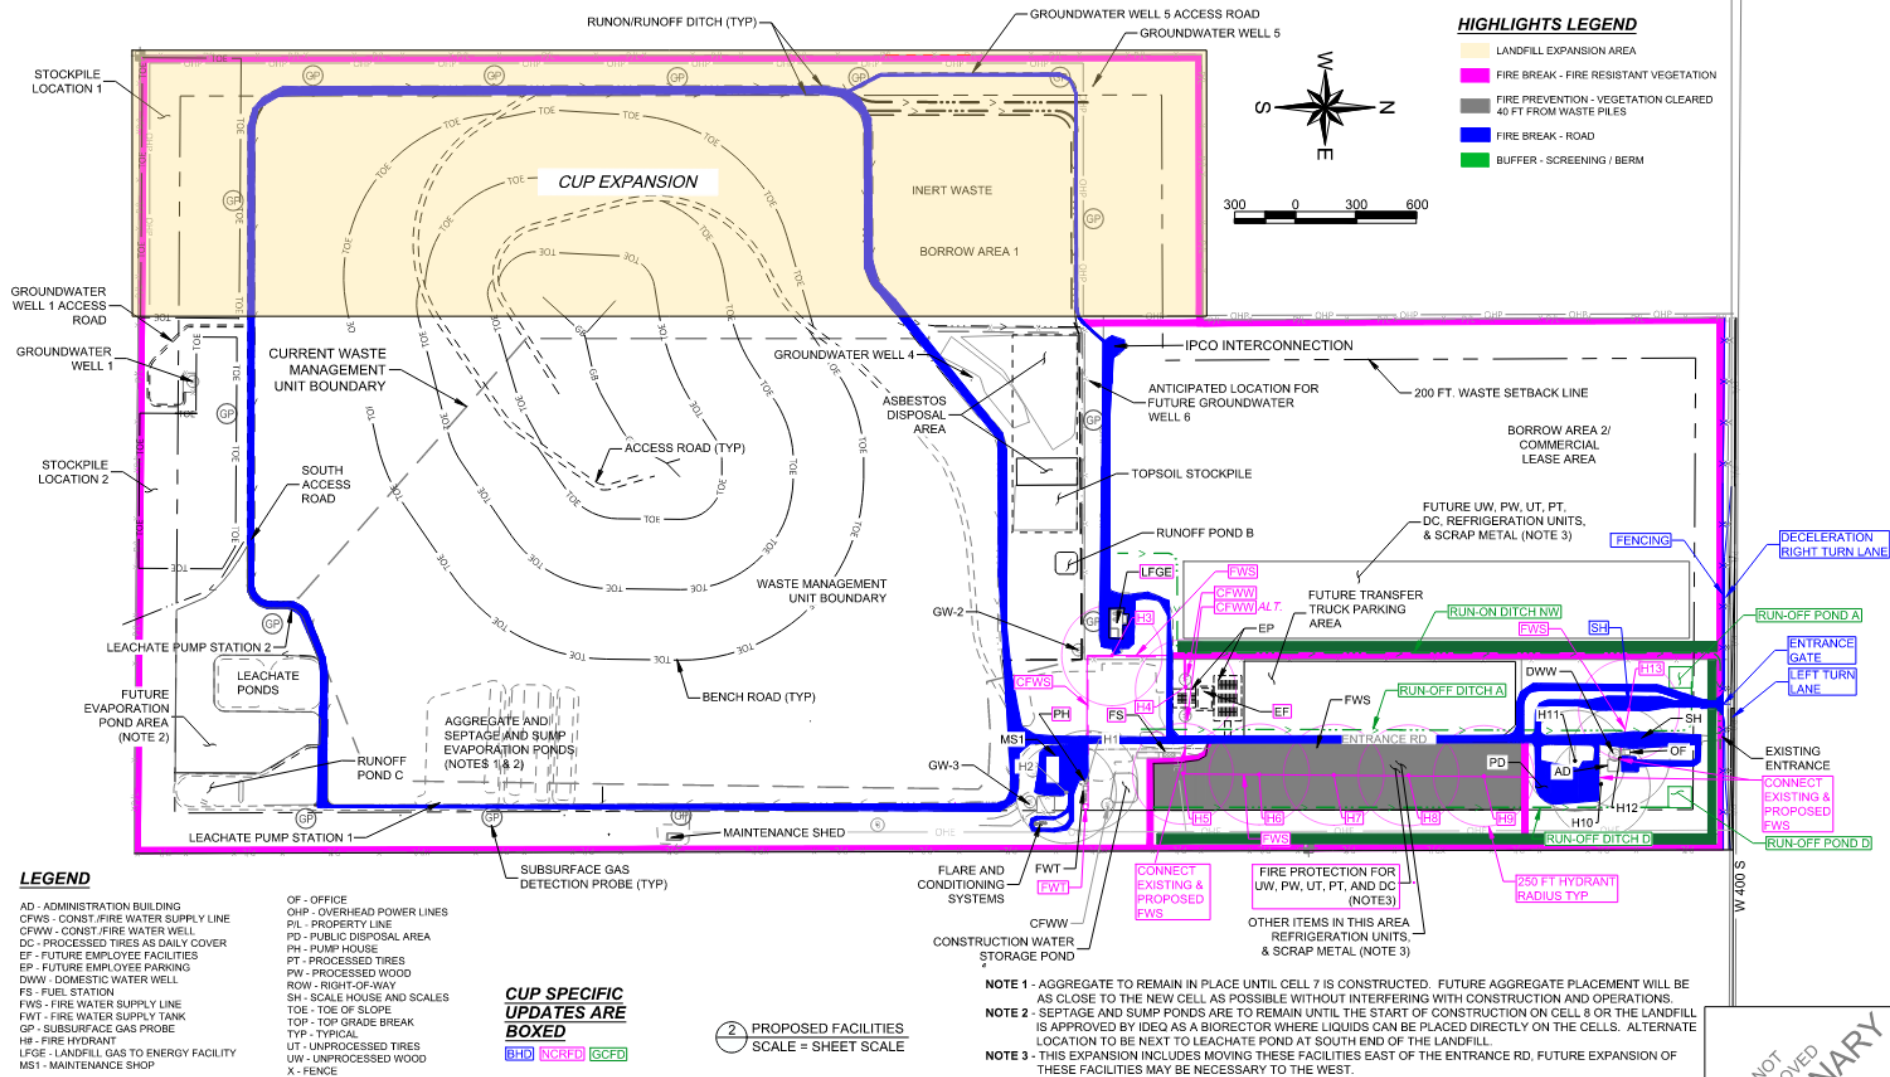 RUNON/RUNOFF DITCH (TYP)
GROUNDWATER WELL 5 ACCESS ROAD
GROUNDWATER WELL 5
STOCKPILE
LOCATION 1
HIGHLIGHTS LEGEND
LANDFILL EXPANSION AREA
FIRE BREAK - FIRE RESISTANT VEGETATION
FIRE PREVENTION - VEGETATION CLEARED
40 FT FROM WASTE PILES
FIRE BREAK - ROAD
BUFFER - SCREENING / BERM
W
S
N
E
300 0 300 600
CUP EXPANSION
INERT WASTE
BORROW AREA 1
GROUNDWATER
WELL 1 ACCESS
ROAD
GROUNDWATER
WELL 1
CURRENT WASTE
MANAGEMENT
UNIT BOUNDARY
GROUNDWATER WELL 4
IPCO INTERCONNECTION
ASBESTOS
DISPOSAL
AREA
ANTICIPATED LOCATION FOR
FUTURE GROUNDWATER
WELL 6
200 FT. WASTE SETBACK LINE
BORROW AREA 2/
COMMERCIAL
LEASE AREA
STOCKPILE
LOCATION 2
SOUTH
ACCESS
ROAD
ACCESS ROAD (TYP)
TOPSOIL STOCKPILE
RUNOFF POND B
FUTURE UW, PW, UT, PT,
DC, REFRIGERATION UNITS,
& SCRAP METAL (NOTE 3)
FENCING
DECELERATION
RIGHT TURN LANE
WASTE MANAGEMENT
UNIT BOUNDARY
GW-2
LFGE
FWS
CFWW
CFWW ALT.
H3
EP
FUTURE TRANSFER
TRUCK PARKING
AREA
RUN-ON DITCH NW
FWS
SH
RUN-OFF POND A
ENTRANCE
GATE
LEFT TURN
LANE
LEACHATE PUMP STATION 2
LEACHATE
PONDS
FUTURE
EVAPORATION
POND AREA
(NOTE 2)
RUNOFF
POND C
AGGREGATE AND
SEPTAGE AND SUMP
EVAPORATION PONDS
(NOTES 1 & 2)
BENCH ROAD (TYP)
CFWS
H4
PH
FS
EF
FWS
RUN-OFF DITCH A
DWW
H13
H11
SH
MS1
H1
ENTRANCE RD
GW-3
H2
PD
AD
OF
EXISTING
ENTRANCE
CONNECT
EXISTING &
PROPOSED
FWS
H5
H6
H7
H8
H9
H10
H12
FWS
RUN-OFF DITCH D
RUN-OFF POND D
LEACHATE PUMP STATION 1
MAINTENANCE SHED
SUBSURFACE GAS
DETECTION PROBE (TYP)
FLARE AND
CONDITIONING
SYSTEMS
FWT
FWT
CFWW
CONSTRUCTION WATER
STORAGE POND
CONNECT
EXISTING &
PROPOSED
FWS
FIRE PROTECTION FOR
UW, PW, UT, PT, AND DC
(NOTE3)
OTHER ITEMS IN THIS AREA
REFRIGERATION UNITS,
& SCRAP METAL (NOTE 3)
250 FT HYDRANT
RADIUS TYP
W 400 S
LEGEND
AD - ADMINISTRATION BUILDING
CFWS - CONST./FIRE WATER SUPPLY LINE
CFWW - CONST./FIRE WATER WELL
DC - PROCESSED TIRES AS DAILY COVER
EF - FUTURE EMPLOYEE FACILITIES
EP - FUTURE EMPLOYEE PARKING
DWW - DOMESTIC WATER WELL
FS - FUEL STATION
FWS - FIRE WATER SUPPLY LINE
FWT - FIRE WATER SUPPLY TANK
GP - SUBSURFACE GAS PROBE
H# - FIRE HYDRANT
LFGE - LANDFILL GAS TO ENERGY FACILITY
MS1 - MAINTENANCE SHOP
OF - OFFICE
OHP - OVERHEAD POWER LINES
P/L - PROPERTY LINE
PD - PUBLIC DISPOSAL AREA
PH - PUMP HOUSE
PT - PROCESSED TIRES
PW - PROCESSED WOOD
ROW - RIGHT-OF-WAY
SH - SCALE HOUSE AND SCALES
TOE - TOE OF SLOPE
TOP - TOP GRADE BREAK
TYP - TYPICAL
UT - UNPROCESSED TIRES
UW - UNPROCESSED WOOD
X - FENCE
CUP SPECIFIC
UPDATES ARE
BOXED
BHD NCRFD GCFD
2 PROPOSED FACILITIES
SCALE = SHEET SCALE
NOTE 1 - AGGREGATE TO REMAIN IN PLACE UNTIL CELL 7 IS CONSTRUCTED. FUTURE AGGREGATE PLACEMENT WILL BE
AS CLOSE TO THE NEW CELL AS POSSIBLE WITHOUT INTERFERING WITH CONSTRUCTION AND OPERATIONS.
NOTE 2 - SEPTAGE AND SUMP PONDS ARE TO REMAIN UNTIL THE START OF CONSTRUCTION ON CELL 8 OR THE LANDFILL
IS APPROVED BY IDEQ AS A BIORECTOR WHERE LIQUIDS CAN BE PLACED DIRECTLY ON THE CELLS. ALTERNATE
LOCATION TO BE NEXT TO LEACHATE POND AT SOUTH END OF THE LANDFILL.
NOTE 3 - THIS EXPANSION INCLUDES MOVING THESE FACILITIES EAST OF THE ENTRANCE RD, FUTURE EXPANSION OF
THESE FACILITIES MAY BE NECESSARY TO THE WEST.